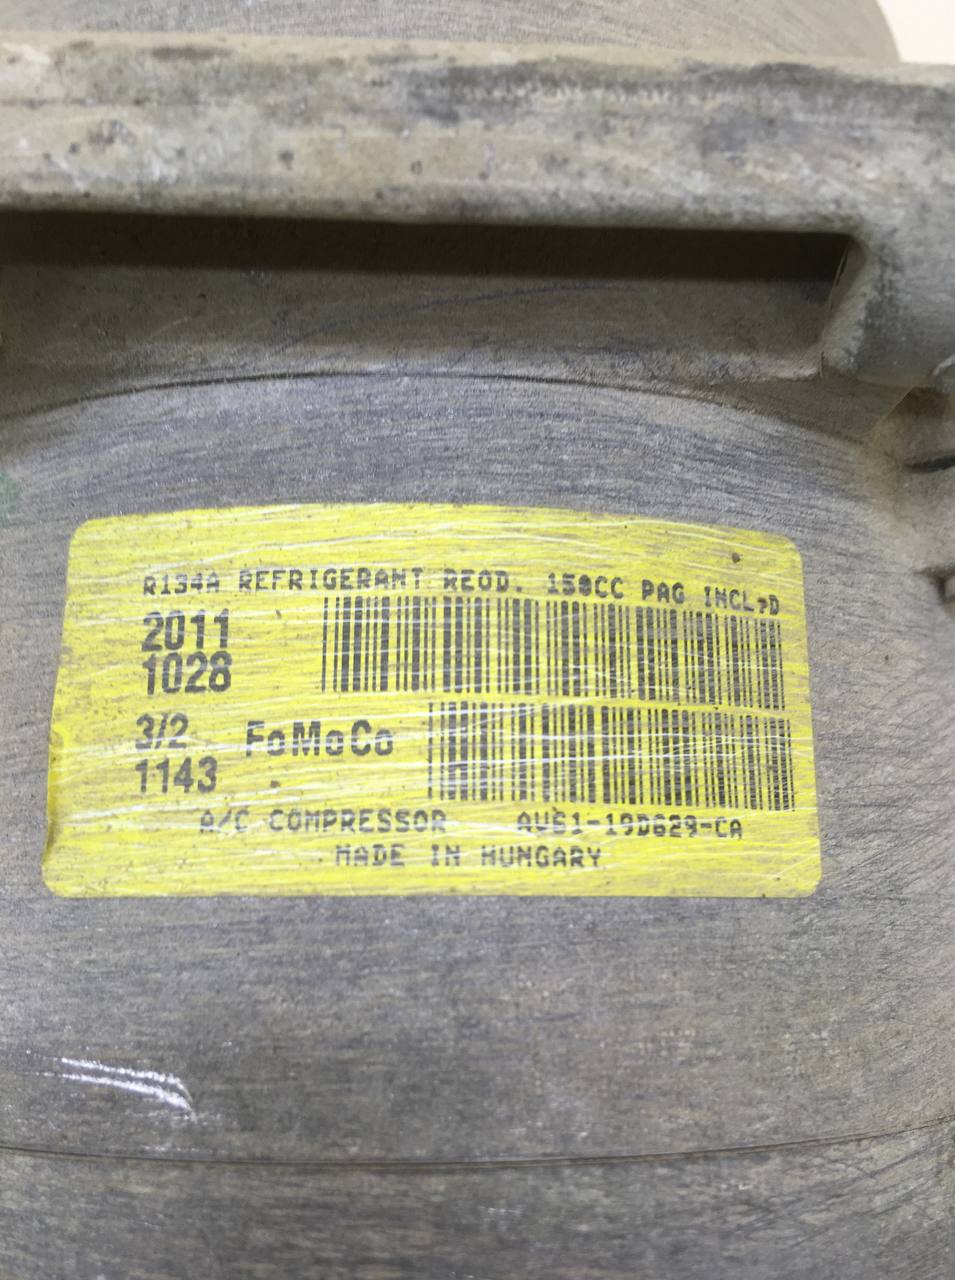 R134A REFRIGERANT REQD. 150CC PAG INCL'D
2011
1028
3/2
1143
FoMoCo
A/C COMPRESSOR AV61-19D629-CA
MADE IN HUNGARY